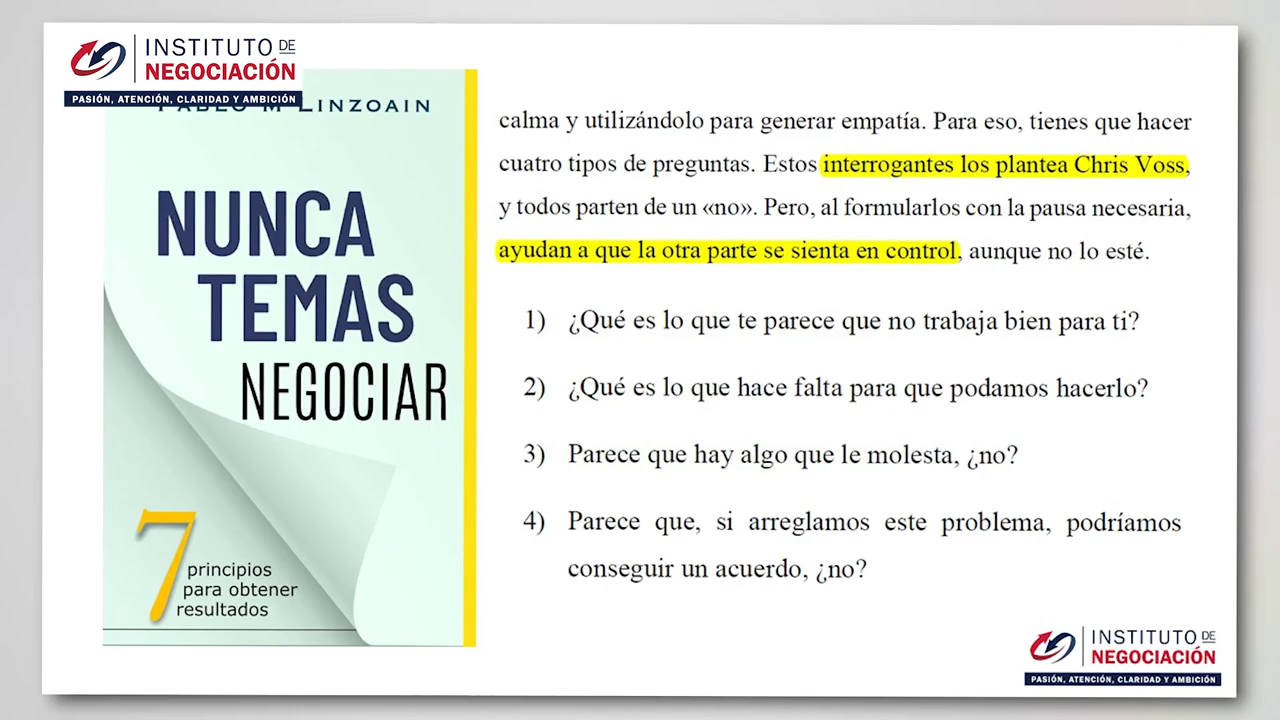 INSTITUTO DE
NEGOCIACIÓN
PASIÓN, ATENCIÓN, CLARIDAD Y AMBICIÓN
LINZOAIN
NUNCA
TEMAS
NEGOCIAR
7
principios
para obtener
resultados
calma y utilizándolo para generar empatía. Para eso, tienes que hacer
cuatro tipos de preguntas. Estos interrogantes los plantea Chris Voss,
y todos parten de un «no». Pero, al formularlos con la pausa necesaria,
ayudan a que la otra parte se sienta en control, aunque no lo esté.
1) ¿Qué es lo que te parece que no trabaja bien para ti?
2) ¿Qué es lo que hace falta para que podamos hacerlo?
3) Parece que hay algo que le molesta, ¿no?
4) Parece que, si arreglamos este problema, podríamos
conseguir un acuerdo, ¿no?
INSTITUTO DE
NEGOCIACIÓN
PASIÓN, ATENCIÓN, CLARIDAD Y AMBICIÓN